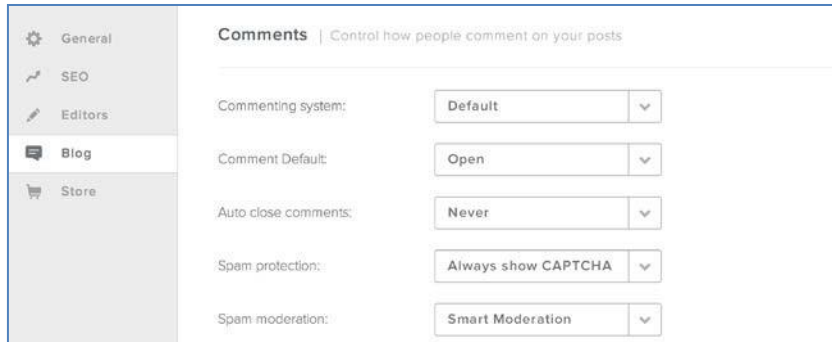 General
SEO
Editors
Blog
Store
Comments | Control how people comment on your posts
Commenting system: Default
Comment Default: Open
Auto close comments: Never
Spam protection: Always show CAPTCHA
Spam moderation: Smart Moderation